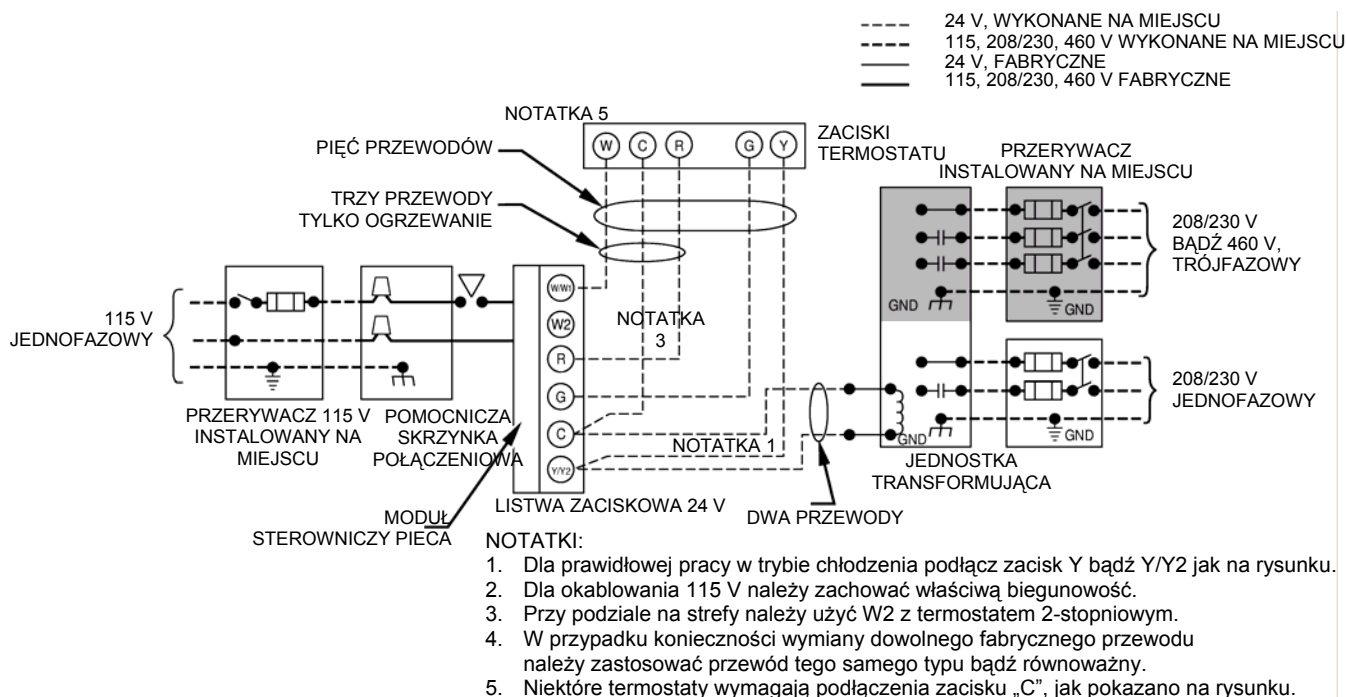 24 V, WYKONANE NA MIEJSCU
115, 208/230, 460 V WYKONANE NA MIEJSCU
24 V, FABRYCZNE
115, 208/230, 460 V FABRYCZNE
NOTATKA 5
W C R G Y
ZACISKI
TERMOSTATU
PIĘĆ PRZEWODÓW
TRZY PRZEWODY
TYLKO OGRZEWANIE
PRZERYWACZ
INSTALOWANY NA MIEJSCU
208/230 V
BĄDŹ 460 V,
TRÓJFAZOWY
GND
GND
115 V
JEDNOFAZOWY
W/W1
W2
R
G
C
Y/Y2
NOTATKA
3
NOTATKA 1
208/230 V
JEDNOFAZOWY
GND
GND
PRZERYWACZ 115 V
INSTALOWANY NA
MIEJSCU
POMOCNICZA
SKRZYNKA
POŁĄCZENIOWA
JEDNOSTKA
TRANSFORMUJĄCA
LISTWA ZACISKOWA 24 V
DWA PRZEWODY
MODUŁ
STEROWNICZY PIECA
NOTATKI:
1. Dla prawidłowej pracy w trybie chłodzenia podłącz zacisk Y bądź Y/Y2 jak na rysunku.
2. Dla okablowania 115 V należy zachować właściwą biegunowość.
3. Przy podziale na strefy należy użyć W2 z termostatem 2-stopniowym.
4. W przypadku konieczności wymiany dowolnego fabrycznego przewodu
należy zastosować przewód tego samego typu bądź równoważny.
5. Niektóre termostaty wymagają podłączenia zacisku „C”, jak pokazano na rysunku.